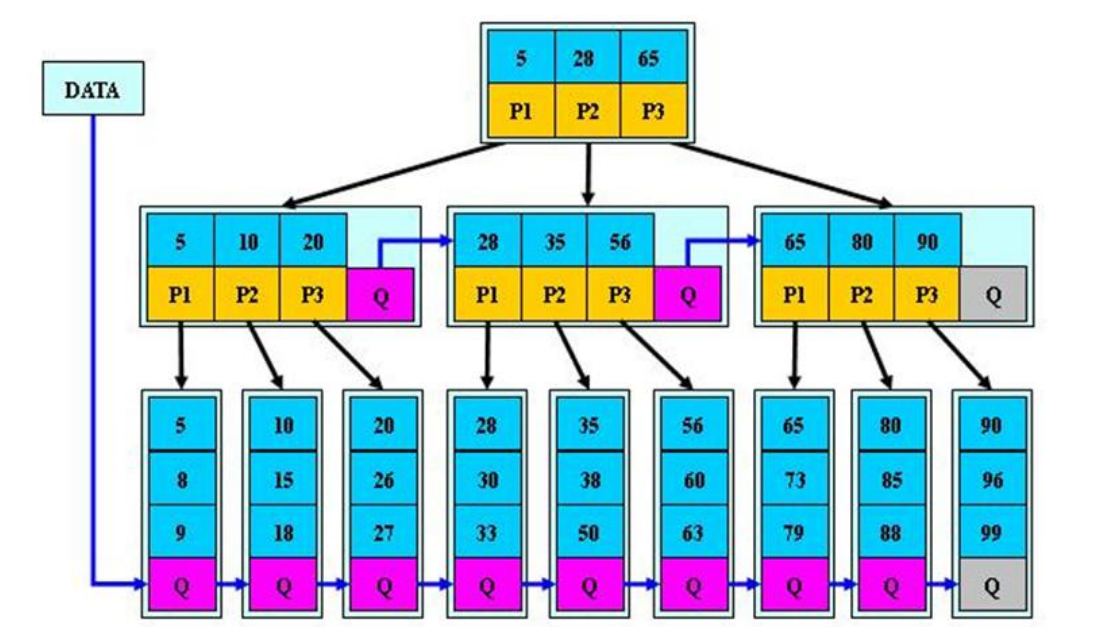 5 28 65
DATA
P1 P2 P3
5 10 20 28 35 56 65 80 90
P1 P2 P3 Q P1 P2 P3 Q P1 P2 P3 Q
5 10 20 28 35 56 65 80 90
8 15 26 30 38 60 73 85 96
9 18 27 33 50 63 79 88 99
Q Q Q Q Q Q Q Q Q